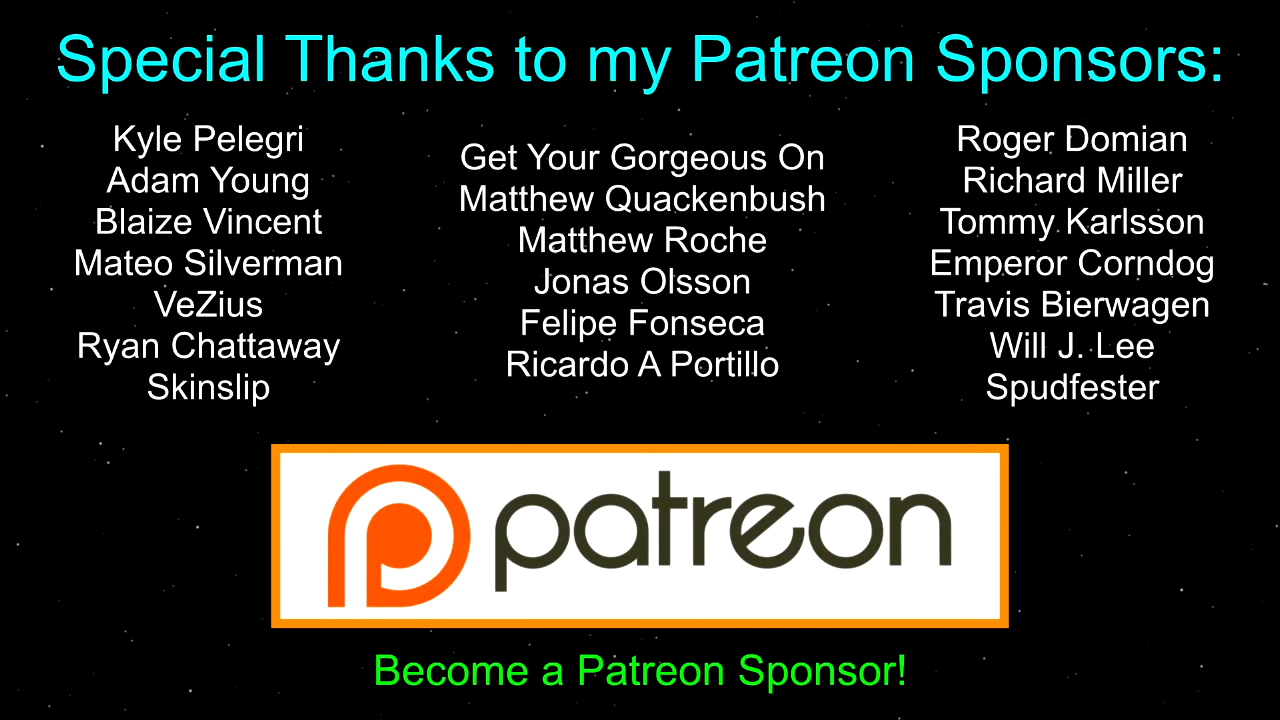 Special Thanks to my Patreon Sponsors:
Kyle Pelegri
Adam Young
Blaize Vincent
Mateo Silverman
VeZius
Ryan Chattaway
Skinslip
Get Your Gorgeous On
Matthew Quackenbush
Matthew Roche
Jonas Olsson
Felipe Fonseca
Ricardo A Portillo
Roger Domian
Richard Miller
Tommy Karlsson
Emperor Corndog
Travis Bierwagen
Will J. Lee
Spudfester
patreon
Become a Patreon Sponsor!